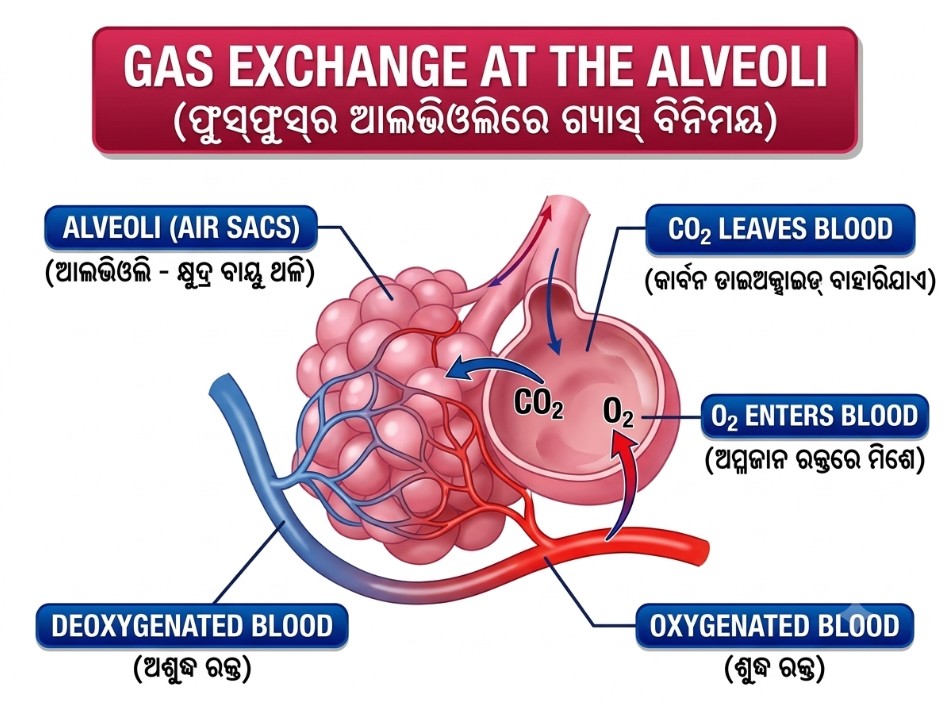 GAS EXCHANGE AT THE ALVEOLI
(ଫୁସ୍‌ଫୁସ୍‌ର ଆଲଭିଓଲିରେ ଗ୍ୟାସ୍ ବିନିମୟ)
ALVEOLI (AIR SACS)
(ଆଲଭିଓଲି - କ୍ଷୁଦ୍ର ବାୟୁ ଥଳି)
CO₂ LEAVES BLOOD
(କାର୍ବନ ଡାଇଅକ୍ସାଇଡ୍ ବାହାରିଯାଏ)
CO₂
O₂
O₂ ENTERS BLOOD
(ଅମ୍ଳଜାନ ରକ୍ତରେ ମିଶେ)
DEOXYGENATED BLOOD
(ଅଶୁଦ୍ଧ ରକ୍ତ)
OXYGENATED BLOOD
(ଶୁଦ୍ଧ ରକ୍ତ)